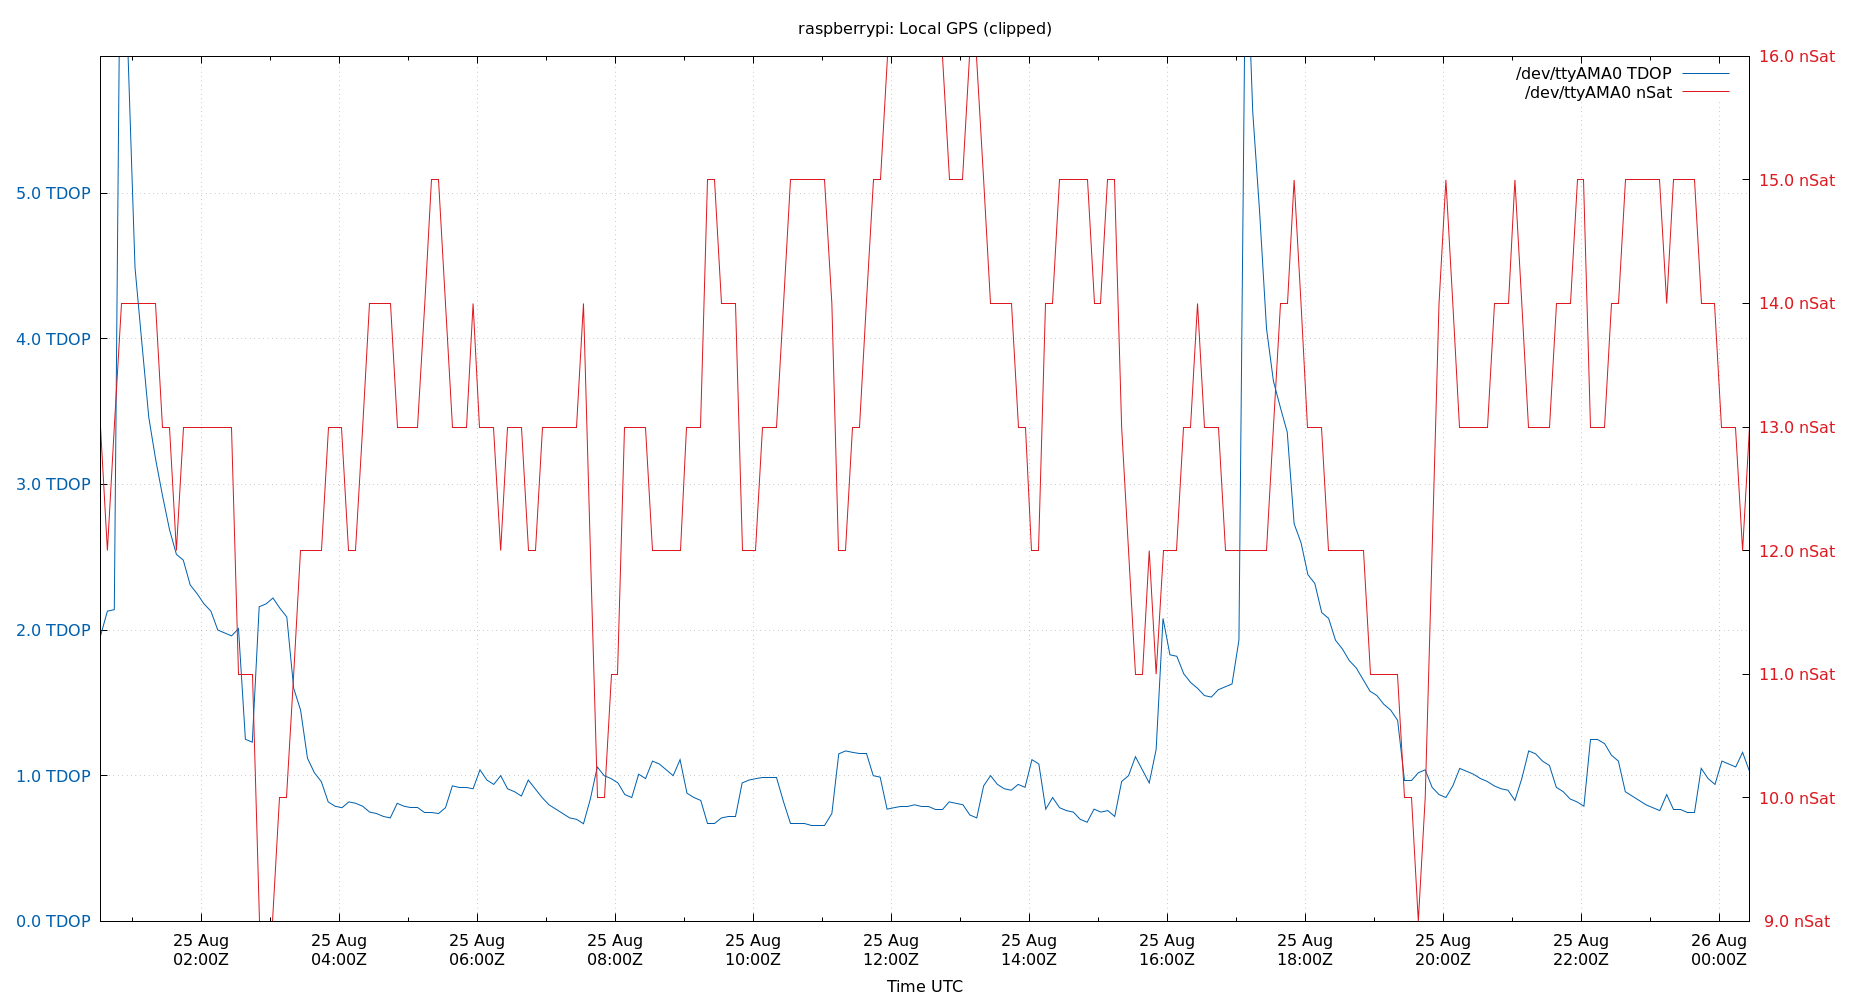 raspberrypi: Local GPS (clipped)
/dev/ttyAMA0 TDOP
/dev/ttyAMA0 nSat
5.0 TDOP
4.0 TDOP
3.0 TDOP
2.0 TDOP
1.0 TDOP
0.0 TDOP
16.0 nSat
15.0 nSat
14.0 nSat
13.0 nSat
12.0 nSat
11.0 nSat
10.0 nSat
9.0 nSat
25 Aug
02:00Z
25 Aug
04:00Z
25 Aug
06:00Z
25 Aug
08:00Z
25 Aug
10:00Z
25 Aug
12:00Z
25 Aug
14:00Z
25 Aug
16:00Z
25 Aug
18:00Z
25 Aug
20:00Z
25 Aug
22:00Z
26 Aug
00:00Z
Time UTC